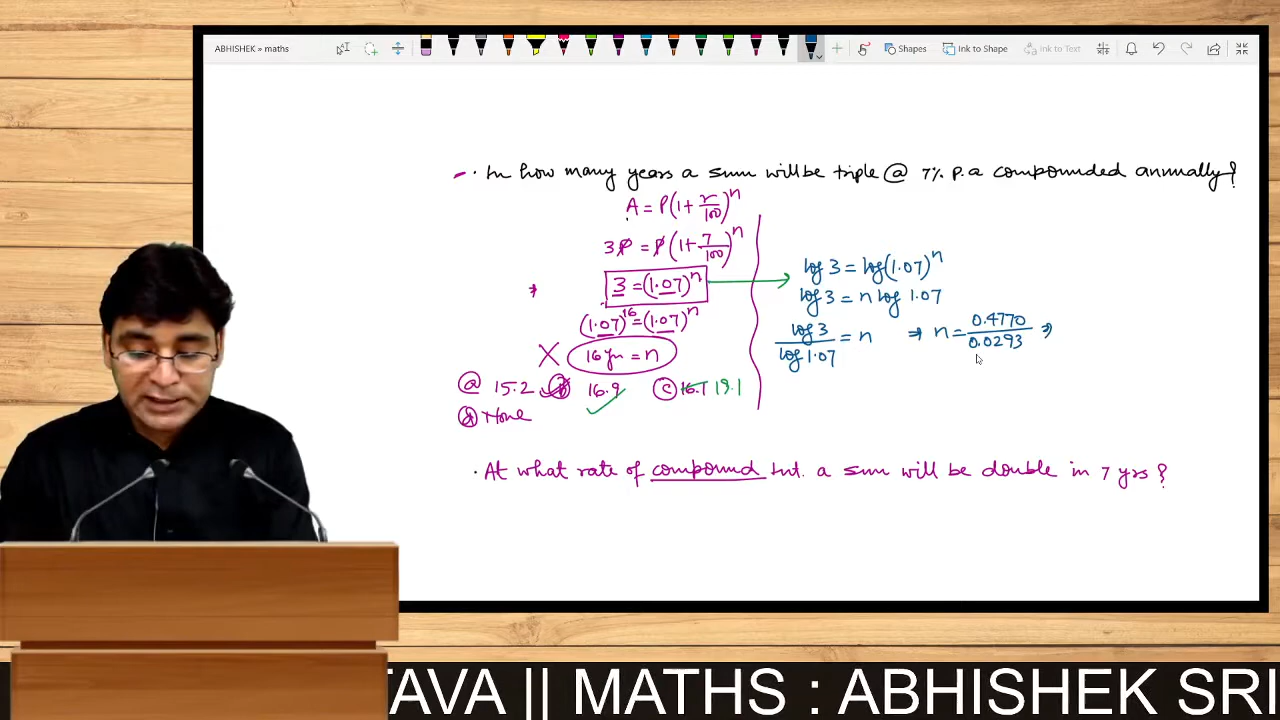 ABHISHEK » maths
Shapes Ink to Shape Ink to Text
· In how many years a sum will be triple @ 7% p.a compounded annually?
A = P(1+r/100)^n
3P = P(1+7/100)^n
3 = (1.07)^n
(1.07)^16 = (1.07)^n
16 yrs = n
ⓐ 15.2 ⓑ 16.9 ⓒ 16.1 19.1
ⓓ None
log 3 = log(1.07)^n
log 3 = n log 1.07
log 3 / log 1.07 = n ⇒ n = 0.4770 / 0.0293 ⇒
· At what rate of compound Int. a sum will be double in 7 yrs?
TAVA || MATHS : ABHISHEK SRI